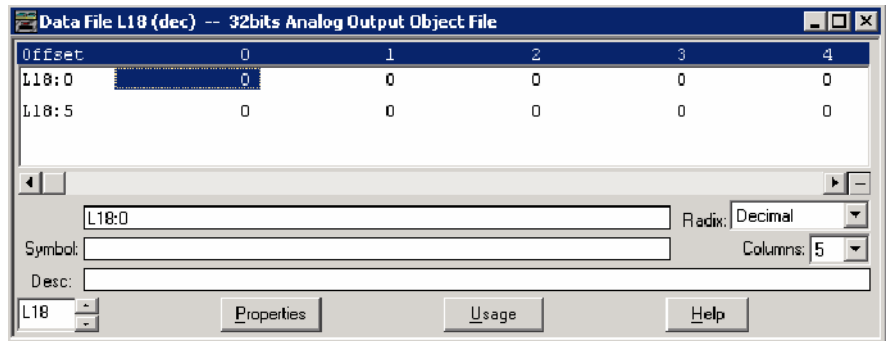 Data File L18 (dec) -- 32bits Analog Output Object File
Offset 0 1 2 3 4
L18:0 0 0 0 0 0
L18:5 0 0 0 0 0
L18:0 Radix: Decimal
Symbol: Columns: 5
Desc:
L18 Properties Usage Help